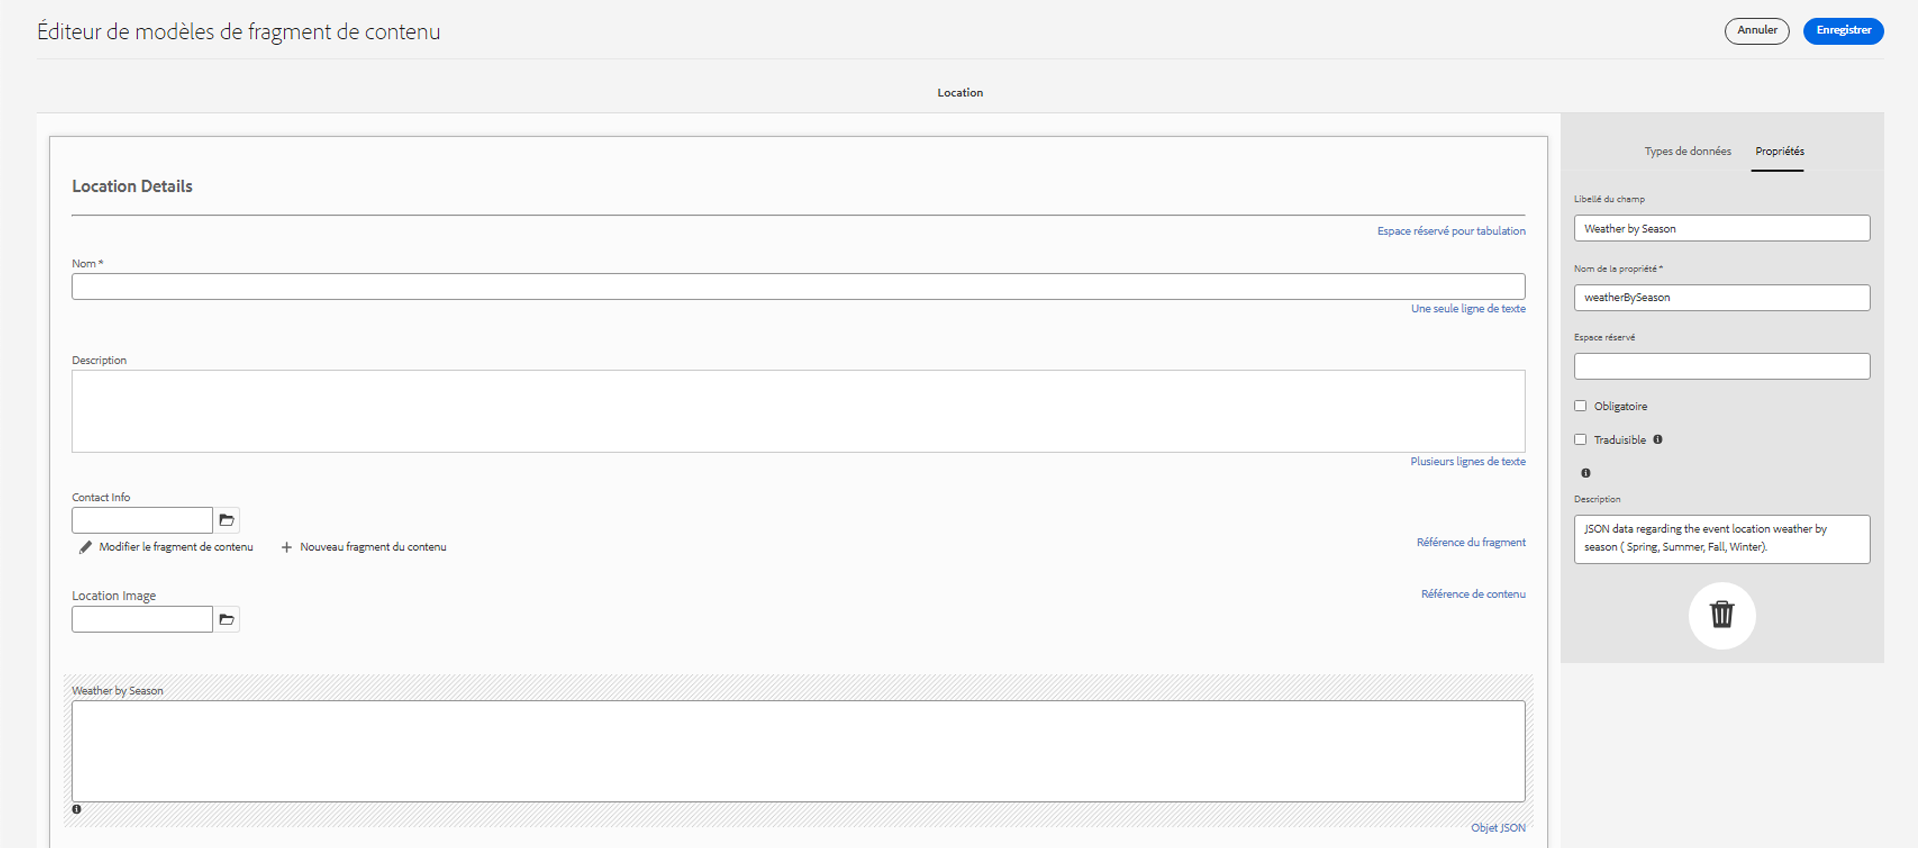 Éditeur de modèles de fragment de contenu
Annuler
Enregistrer
Location
Location Details
Espace réservé pour tabulation
Nom *
Une seule ligne de texte
Description
Plusieurs lignes de texte
Contact Info
Modifier le fragment de contenu
Nouveau fragment du contenu
Référence du fragment
Location Image
Référence de contenu
Weather by Season
Objet JSON
Types de données
Propriétés
Libellé du champ
Weather by Season
Nom de la propriété *
weatherBySeason
Espace réservé
Obligatoire
Traduisible
Description
JSON data regarding the event location weather by
season ( Spring, Summer, Fall, Winter).